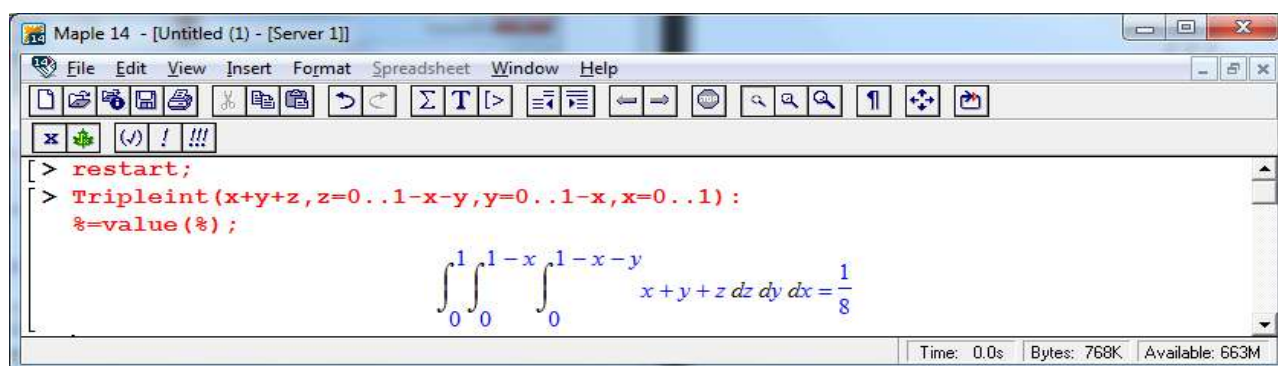 Maple 14 - [Untitled (1) - [Server 1]]
File Edit View Insert Format Spreadsheet Window Help
Σ T [> STOP ¶
x (√) ! !!!
[> restart;
[> Tripleint(x+y+z,z=0..1-x-y,y=0..1-x,x=0..1):
%=value(%);
∫₀¹ ∫₀^{1 − x} ∫₀^{1 − x − y} x + y + z dz dy dx = 1/8
Time: 0.0s Bytes: 768K Available: 663M